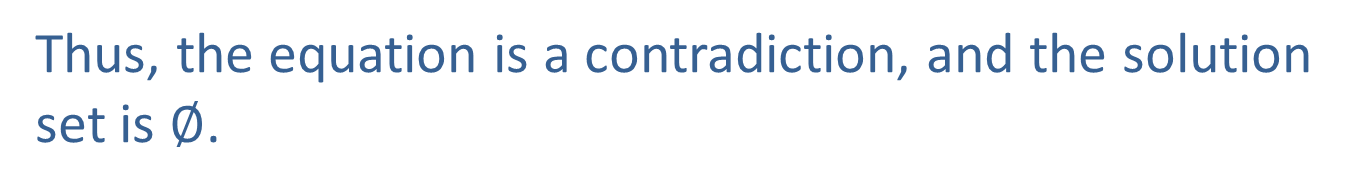 Thus, the equation is a contradiction, and the solution
set is Ø.